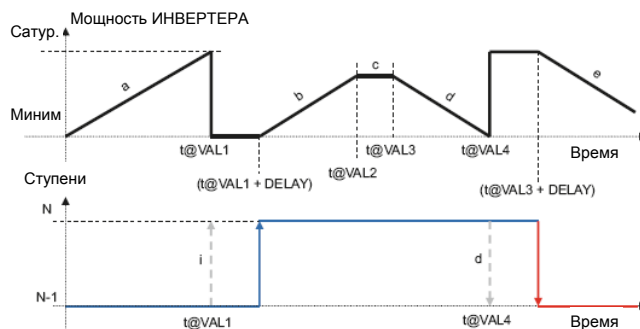 Мощность ИНВЕРТЕРА
Сатур.
a
b
c
d
e
Миним
t@VAL1
t@VAL3
t@VAL4
Время
(t@VAL1 + DELAY)
t@VAL2
(t@VAL3 + DELAY)
Ступени
N
i
d
N-1
t@VAL1
t@VAL4
Время